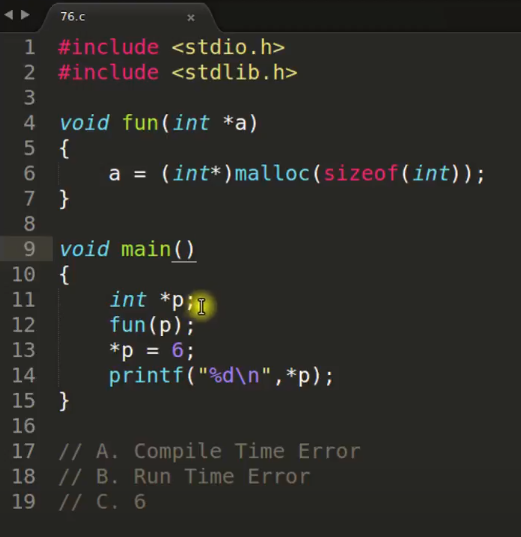 76.c ×
1 #include <stdio.h>
2 #include <stdlib.h>
3
4 void fun(int *a)
5 {
6     a = (int*)malloc(sizeof(int));
7 }
8
9 void main()
10 {
11     int *p;
12     fun(p);
13     *p = 6;
14     printf("%d\n",*p);
15 }
16
17 // A. Compile Time Error
18 // B. Run Time Error
19 // C. 6